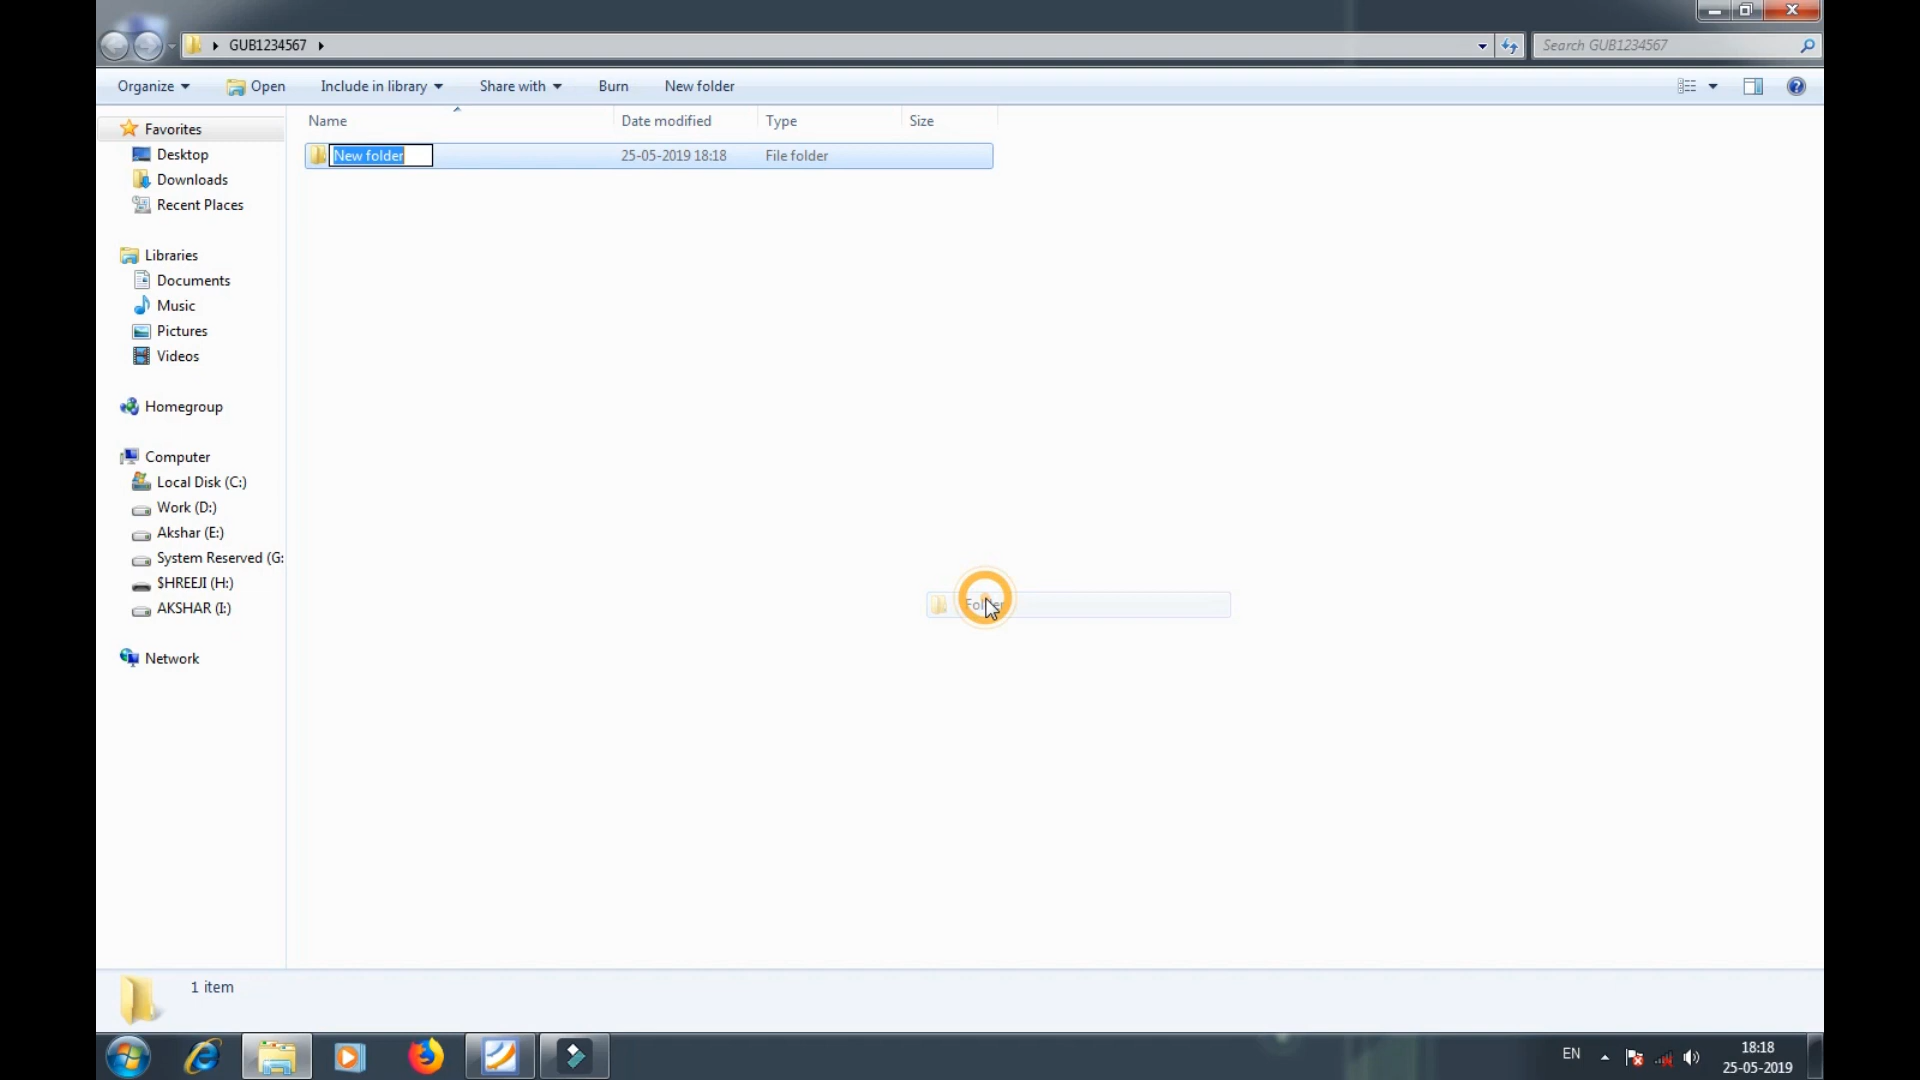 GUB1234567
Search GUB1234567
Organize
Open
Include in library
Share with
Burn
New folder
Name
Date modified
Type
Size
New folder
25-05-2019 18:18
File folder
Favorites
Desktop
Downloads
Recent Places
Libraries
Documents
Music
Pictures
Videos
Homegroup
Computer
Local Disk (C:)
Work (D:)
Akshar (E:)
System Reserved (G:
$HREEJI (H:)
AKSHAR (I:)
Network
Folder
1 item
EN
18:18
25-05-2019